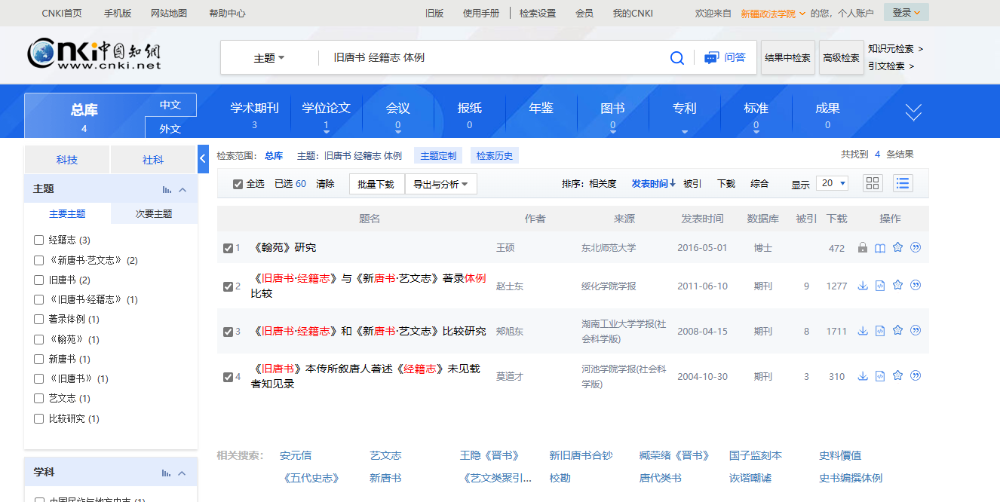 CNKI首页 手机版 网站地图 帮助中心 旧版 使用手册 检索设置 会员 我的CNKI 欢迎来自 新疆政法学院 的您，个人账户 登录
Cnki中国知網
www.cnki.net
主题 旧唐书 经籍志 体例 问答 结果中检索 高级检索
知识元检索 >
引文检索 >
总库 4 中文 外文
学术期刊 3
学位论文 1
会议 0
报纸 0
年鉴
图书 0
专利
标准 0
成果 0
科技 社科
检索范围：总库 主题：旧唐书 经籍志 体例 主题定制 检索历史 共找到 4 条结果
全选 已选 60 清除 批量下载 导出与分析 排序：相关度 发表时间↓ 被引 下载 综合 显示 20
主题
主要主题 次要主题
经籍志 (3)
《新唐书·艺文志》 (2)
旧唐书 (2)
《旧唐书·经籍志》 (1)
著录体例 (1)
《翰苑》 (1)
新唐书 (1)
《旧唐书》 (1)
艺文志 (1)
比较研究 (1)
学科
中国民族与地方史志 (1)
题名 作者 来源 发表时间 数据库 被引 下载 操作
1 《翰苑》研究 王硕 东北师范大学 2016-05-01 博士 472
2 《旧唐书·经籍志》与《新唐书·艺文志》著录体例
比较 赵士东 绥化学院学报 2011-06-10 期刊 9 1277
3 《旧唐书·经籍志》和《新唐书·艺文志》比较研究 郏旭东 湖南工业大学学报(社
会科学版) 2008-04-15 期刊 8 1711
4 《旧唐书》本传所叙唐人著述《经籍志》未见载
者知见录 莫道才 河池学院学报(社会科
学版) 2004-10-30 期刊 3 310
相关搜索： 安元信 艺文志 王隐《晋书》 新旧唐书合钞 臧荣绪《晋书》 国子监刻本 史料價值
《五代史志》 新唐书 《艺文类聚引... 校勘 唐代类书 诙谐嘲谑 史书编撰体例